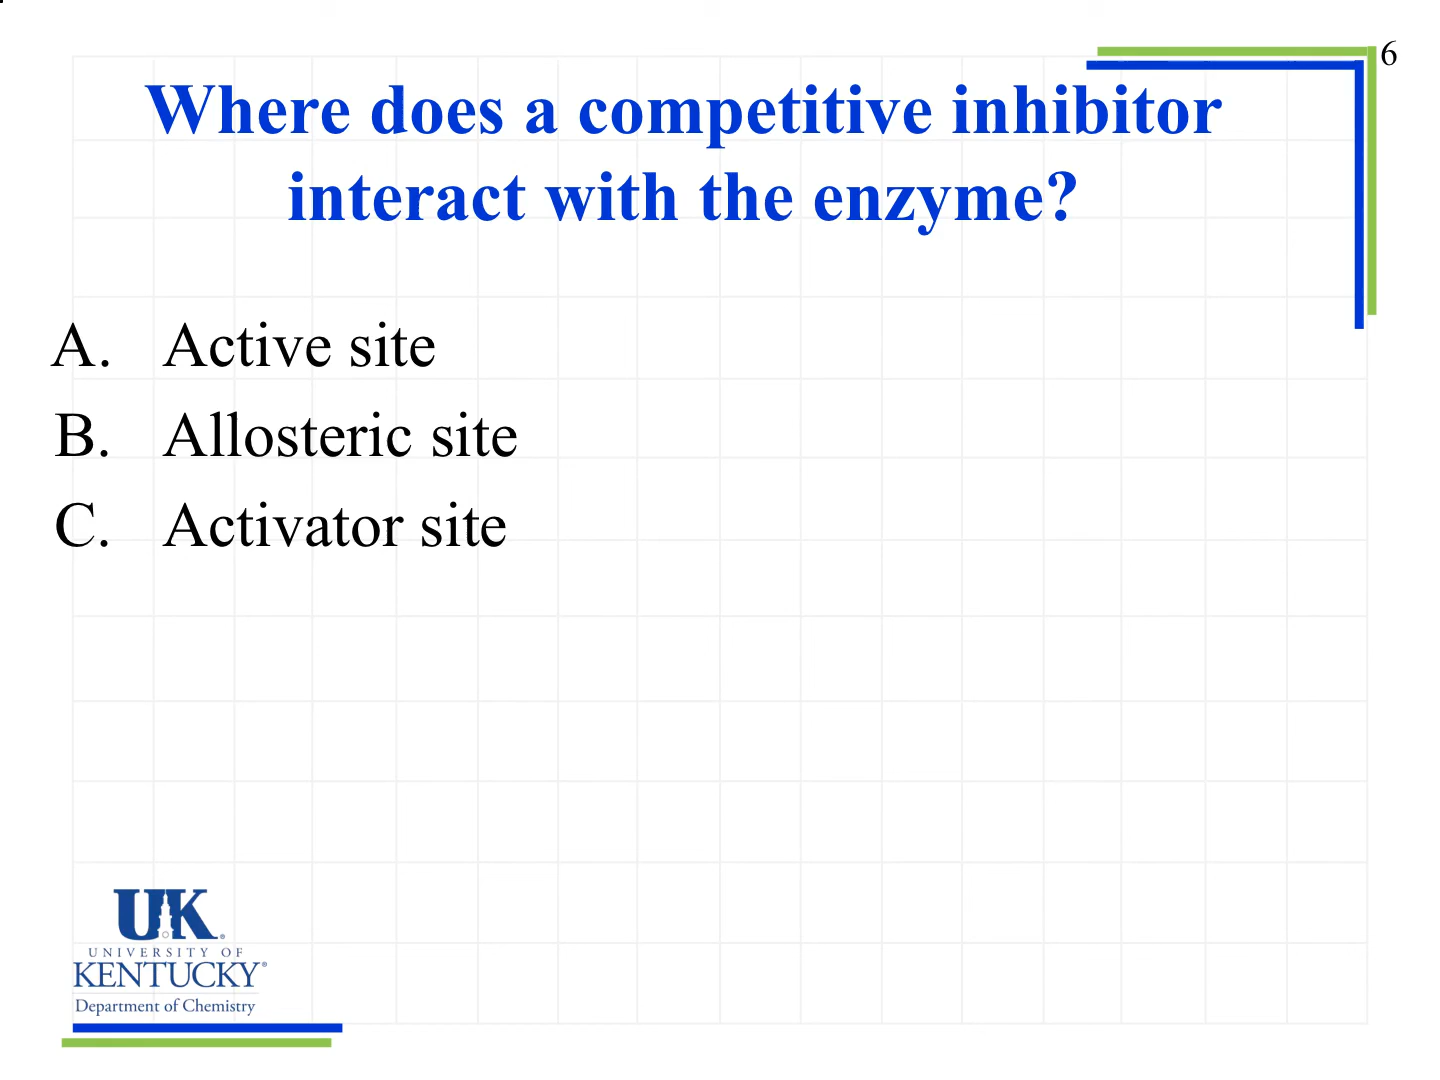 6
Where does a competitive inhibitor
interact with the enzyme?
A. Active site
B. Allosteric site
C. Activator site
UK®
UNIVERSITY OF
KENTUCKY®
Department of Chemistry